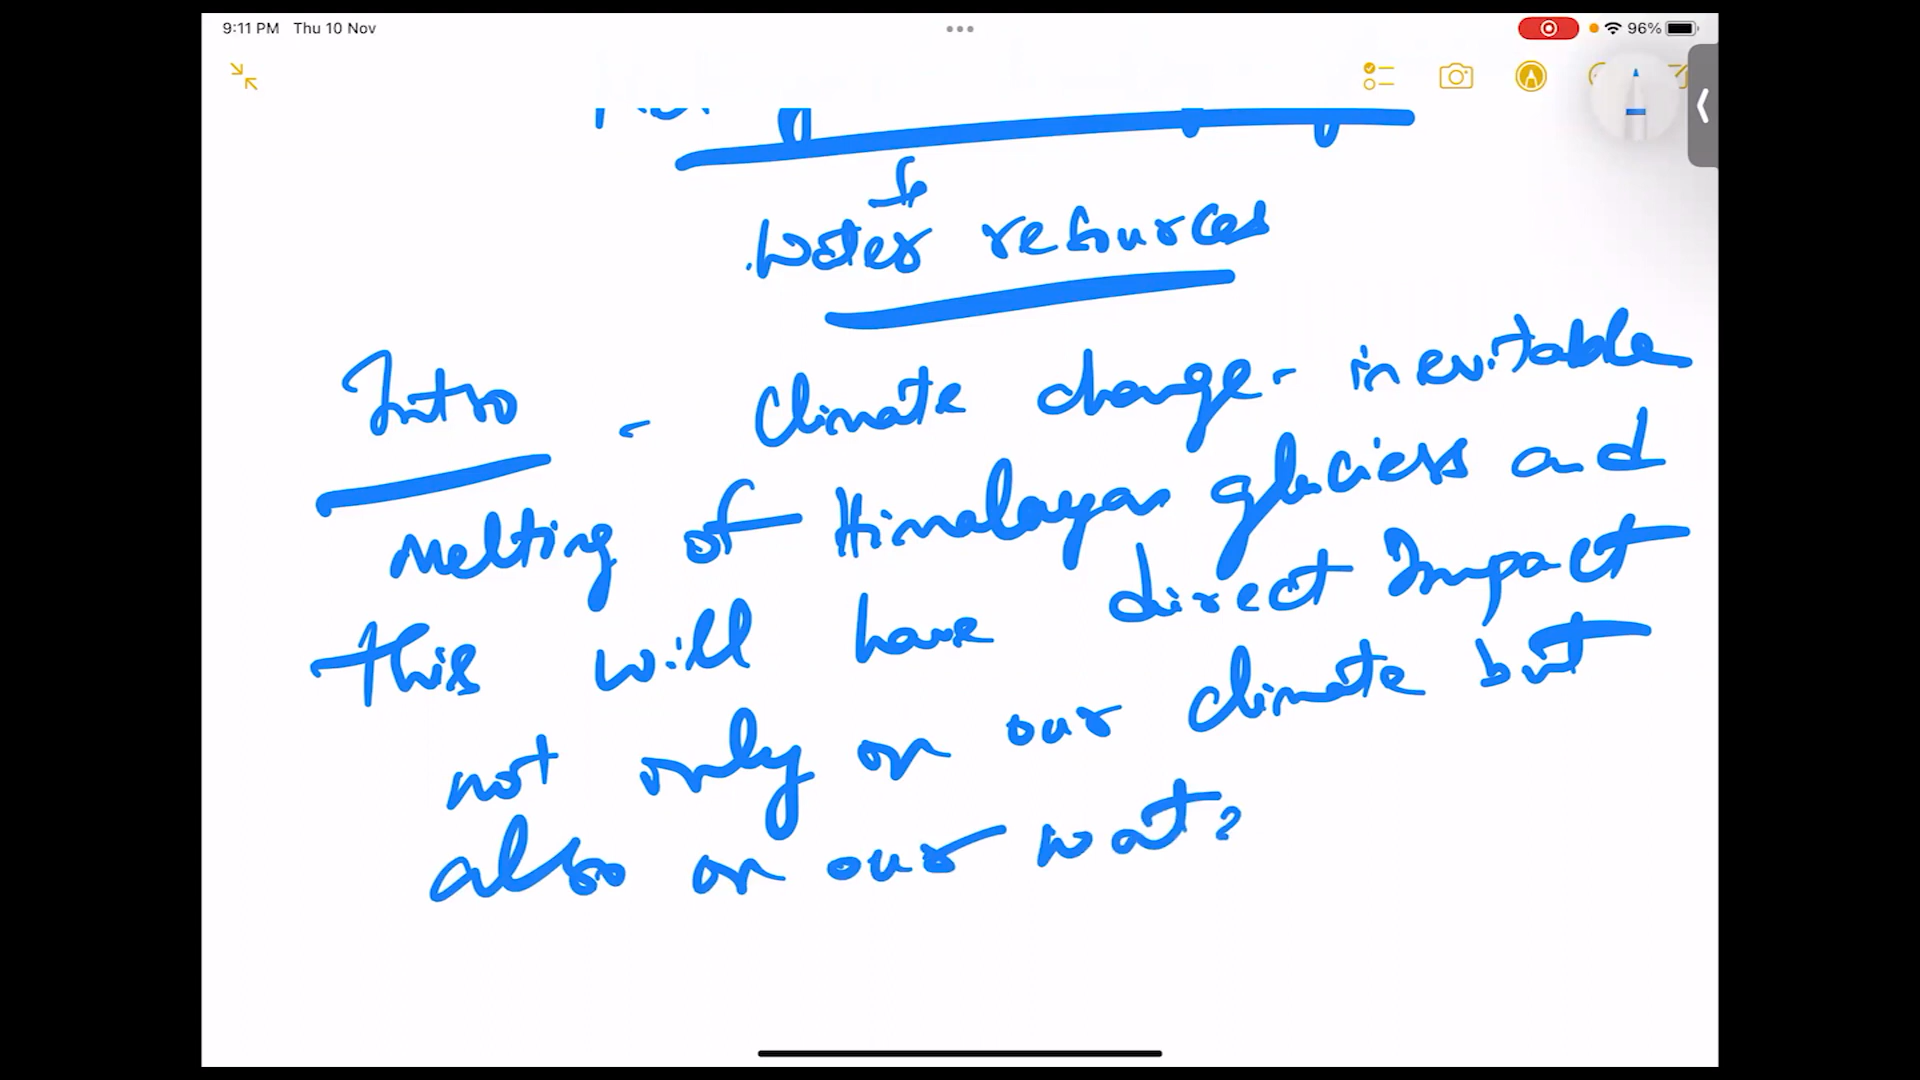 9:11 PM Thu 10 Nov
96%
Water resources
Intro - Climate change - inevitable
Melting of Himalayan glaciers and
this will have direct Impact
not only on our climate but
also on our wat